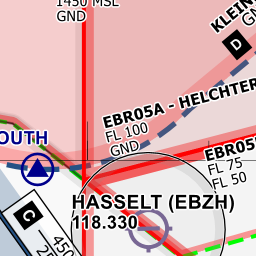 1450 MSL
GND
KLEIN
D
EBR05A - HELCHTER
FL 100
GND
OUTH
EBR05
FL 75
FL 50
HASSELT (EBZH)
118.330
C
450